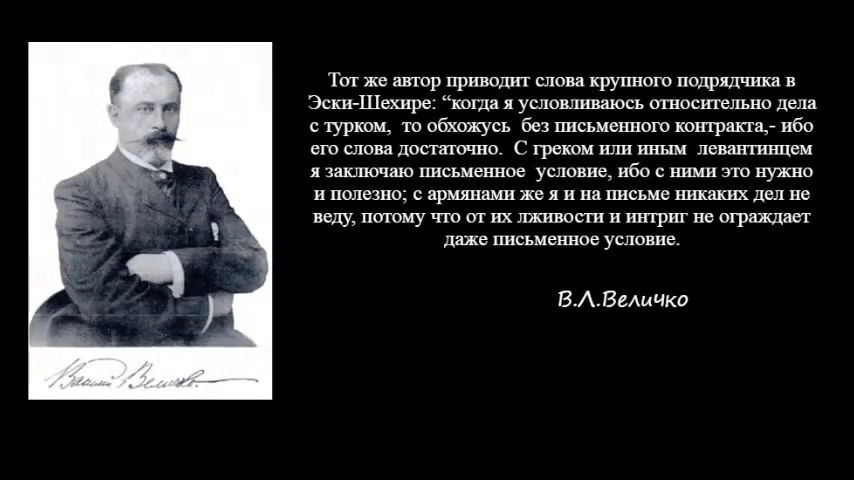 Тот же автор приводит слова крупного подрядчика в
Эски-Шехире: “когда я условливаюсь относительно дела
с турком, то обхожусь без письменного контракта,- ибо
его слова достаточно. С греком или иным левантинцем
я заключаю письменное условие, ибо с ними это нужно
и полезно; с армянами же я и на письме никаких дел не
веду, потому что от их лживости и интриг не ограждает
даже письменное условие.
В.Л.Величко
Василий Величко